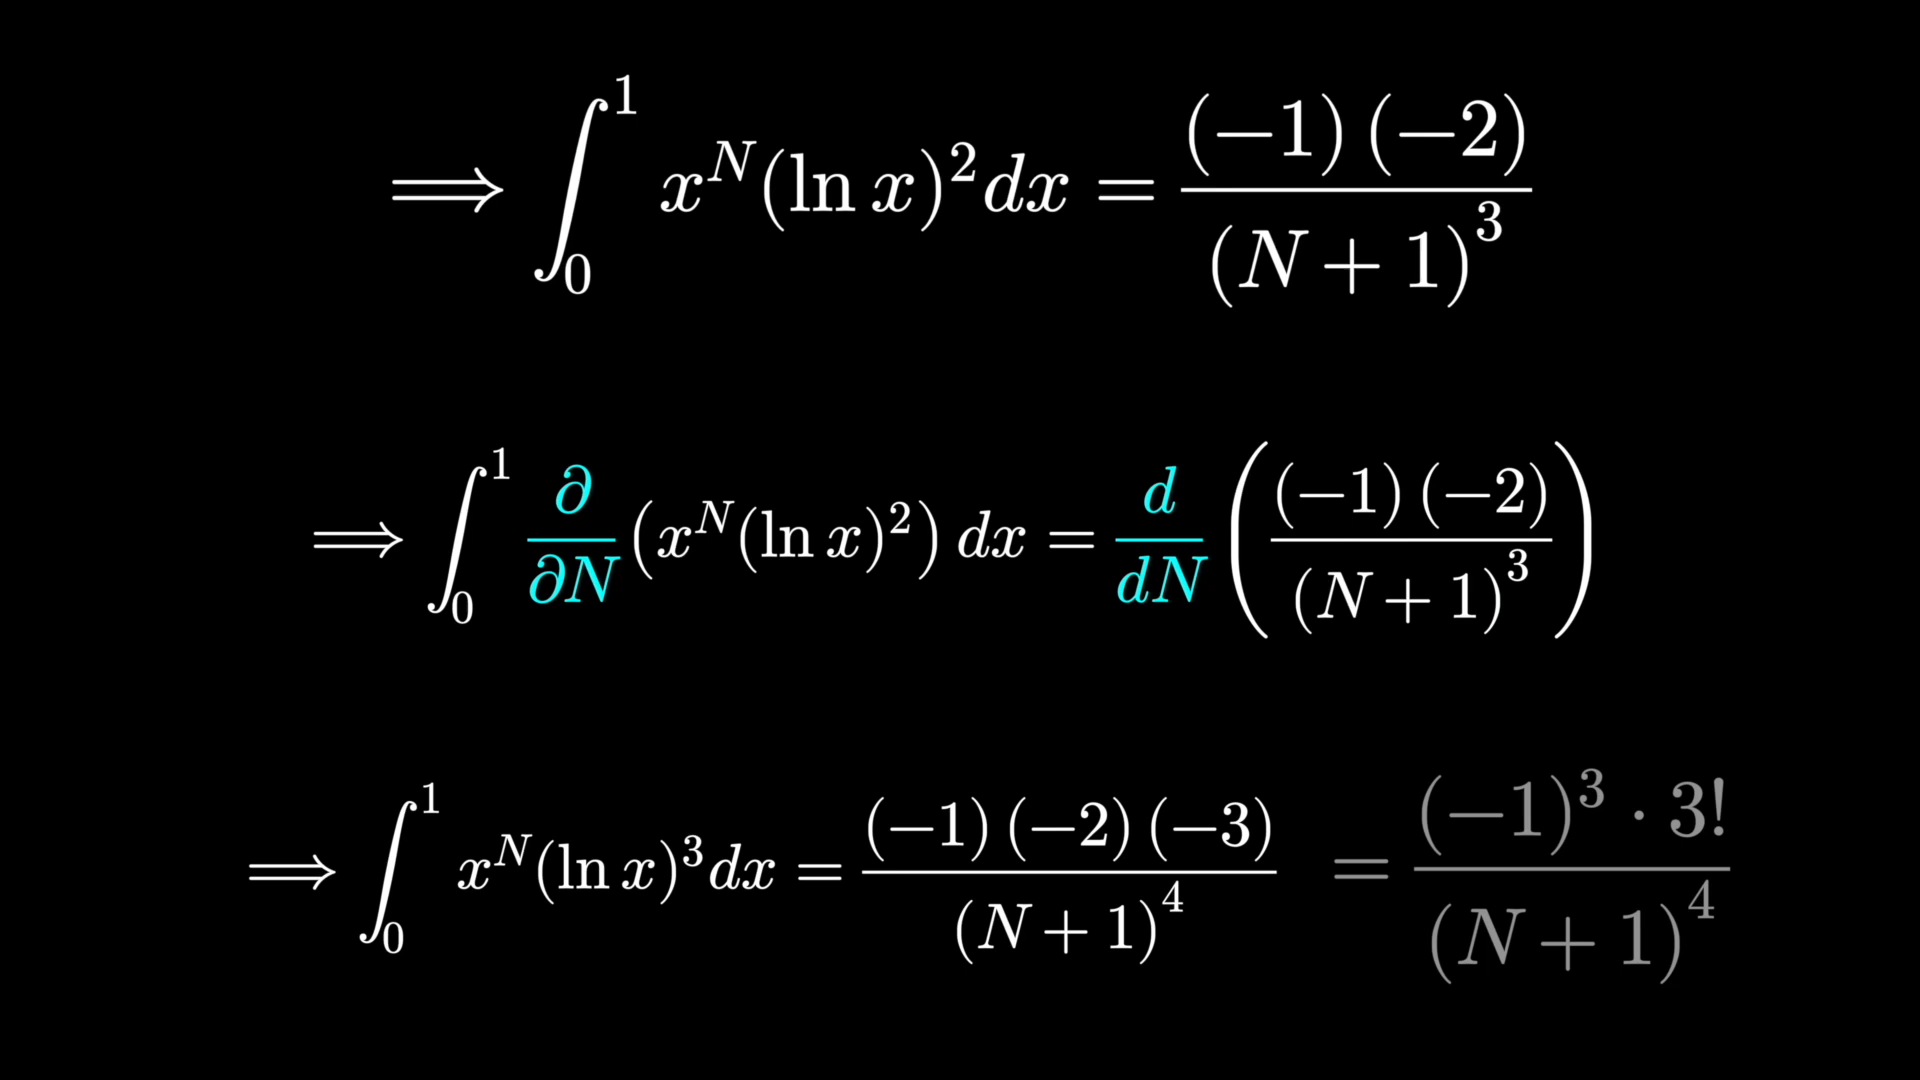 ⟹ ∫₀¹ x^N (ln x)² dx = (−1)(−2) / (N + 1)³
⟹ ∫₀¹ ∂/∂N (x^N (ln x)²) dx = d/dN ((−1)(−2) / (N + 1)³)
⟹ ∫₀¹ x^N (ln x)³ dx = (−1)(−2)(−3) / (N + 1)⁴ = (−1)³ · 3! / (N + 1)⁴